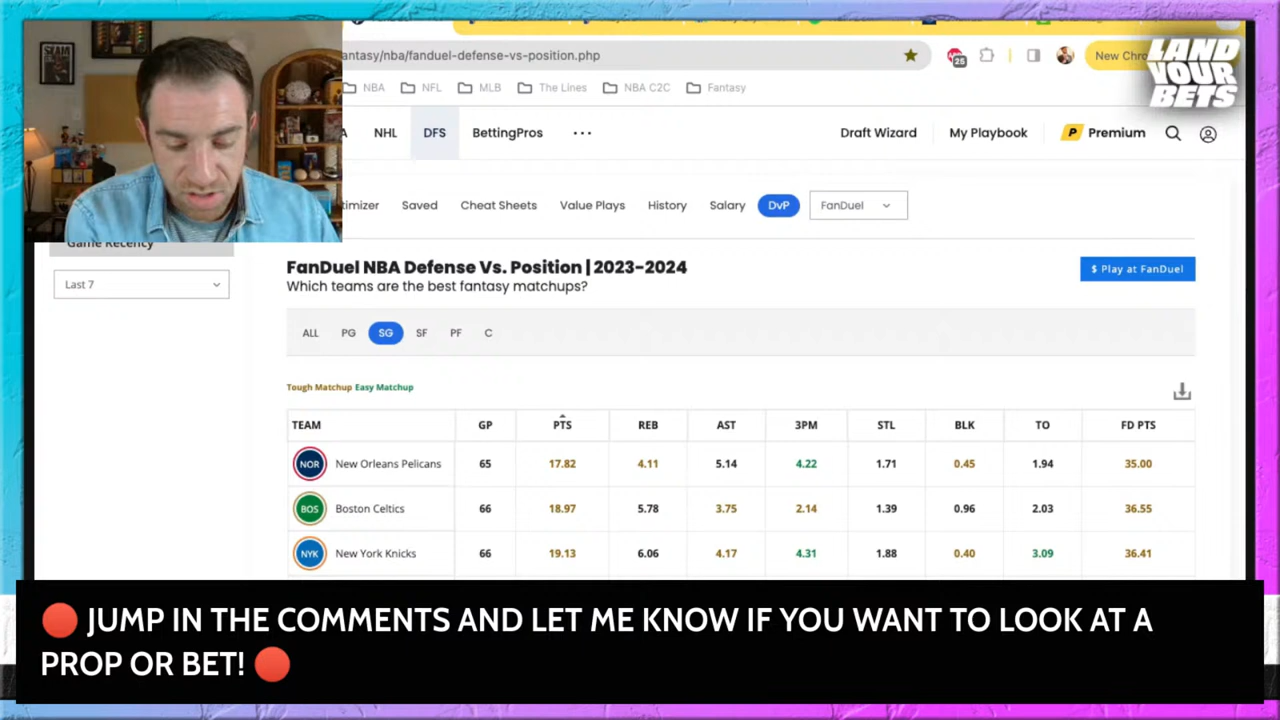 SLAM
antasy/nba/fanduel-defense-vs-position.php
25
New Chro
LAND
YOUR
BETS
NBA NFL MLB The Lines NBA C2C Fantasy
A NHL DFS BettingPros ... Draft Wizard My Playbook P Premium
timizer Saved Cheat Sheets Value Plays History Salary DvP FanDuel
Game Recency
Last 7
FanDuel NBA Defense Vs. Position | 2023-2024
Which teams are the best fantasy matchups?
$ Play at FanDuel
ALL PG SG SF PF C
Tough Matchup Easy Matchup
TEAM GP PTS REB AST 3PM STL BLK TO FD PTS
NOR New Orleans Pelicans 65 17.82 4.11 5.14 4.22 1.71 0.45 1.94 35.00
BOS Boston Celtics 66 18.97 5.78 3.75 2.14 1.39 0.96 2.03 36.55
NYK New York Knicks 66 19.13 6.06 4.17 4.31 1.88 0.40 3.09 36.41
🔴 JUMP IN THE COMMENTS AND LET ME KNOW IF YOU WANT TO LOOK AT A
PROP OR BET! 🔴